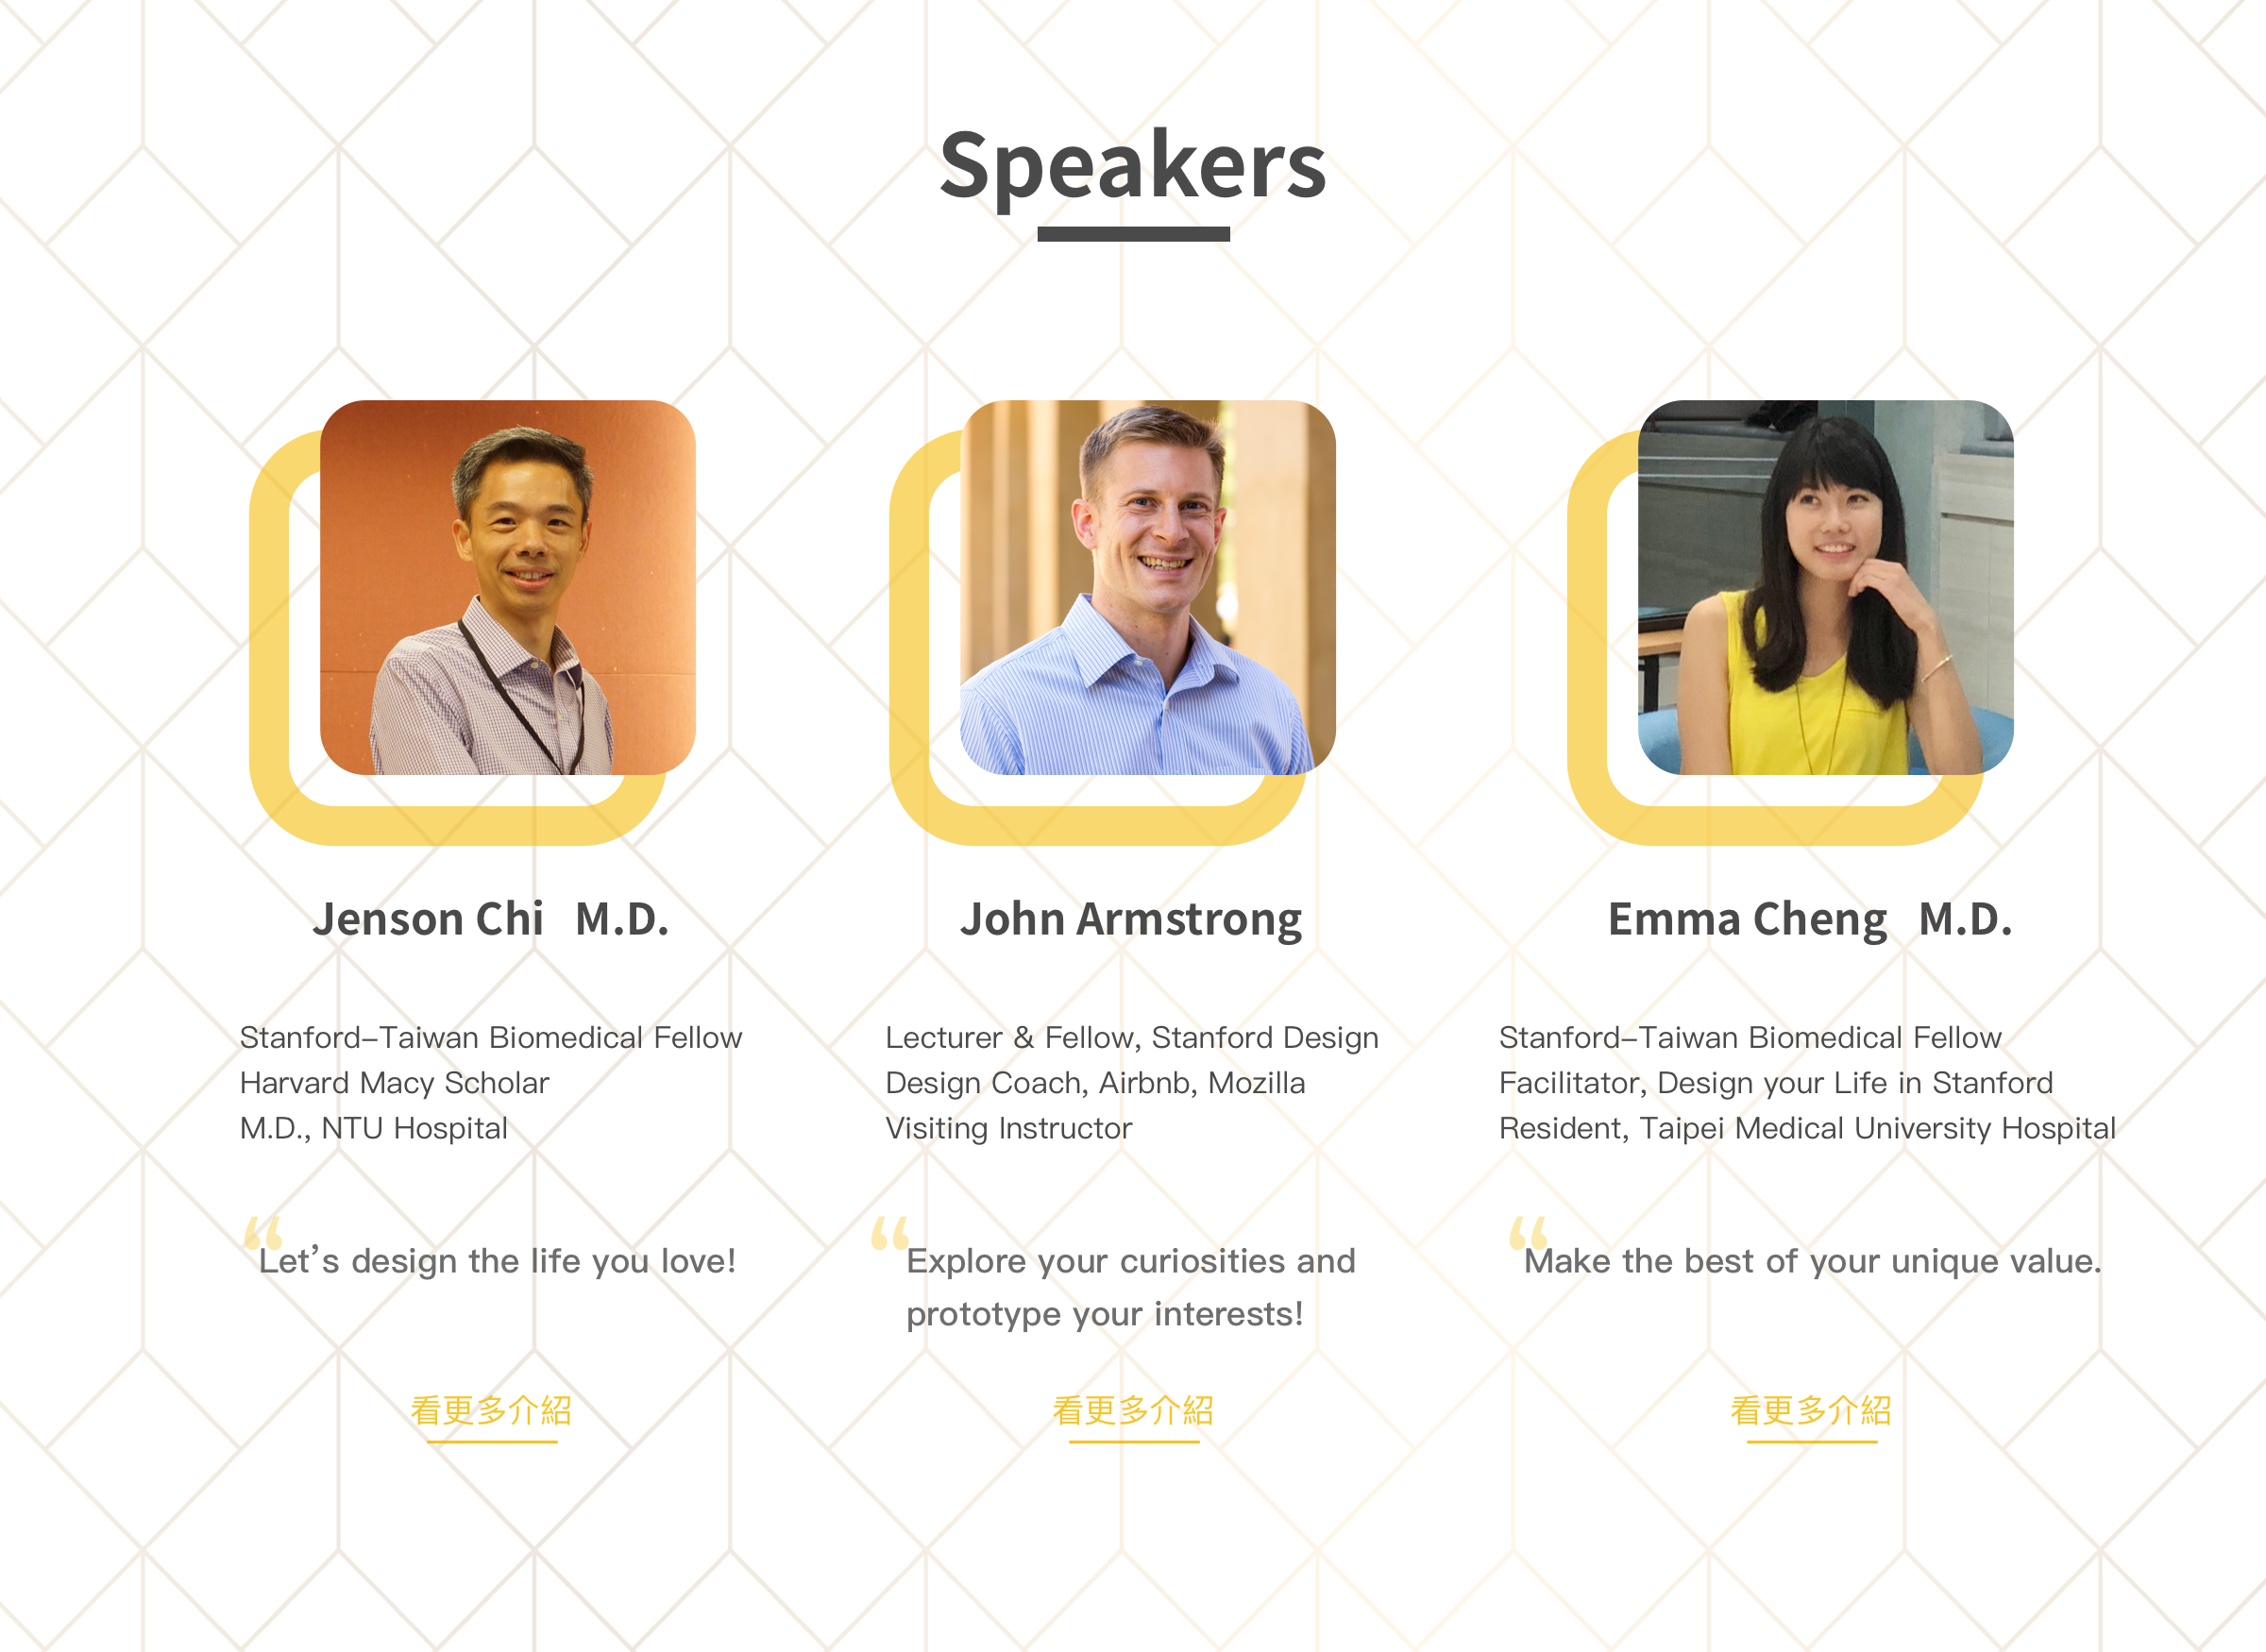 Speakers
Jenson Chi M.D.
Stanford–Taiwan Biomedical Fellow
Harvard Macy Scholar
M.D., NTU Hospital
“Let’s design the life you love!
看更多介紹
John Armstrong
Lecturer & Fellow, Stanford Design
Design Coach, Airbnb, Mozilla
Visiting Instructor
“Explore your curiosities and
prototype your interests!
看更多介紹
Emma Cheng M.D.
Stanford–Taiwan Biomedical Fellow
Facilitator, Design your Life in Stanford
Resident, Taipei Medical University Hospital
“Make the best of your unique value.
看更多介紹